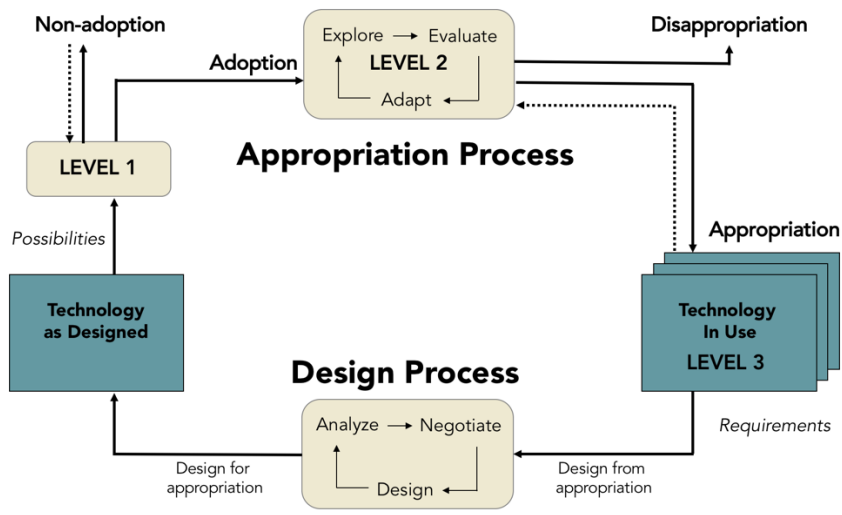 Non-adoption
Disappropriation
Explore Evaluate
LEVEL 2
Adapt
Adoption
LEVEL 1
Appropriation Process
Possibilities
Appropriation
Technology
as Designed
Technology
In Use
LEVEL 3
Design Process
Requirements
Analyze Negotiate
Design
Design for
appropriation
Design from
appropriation